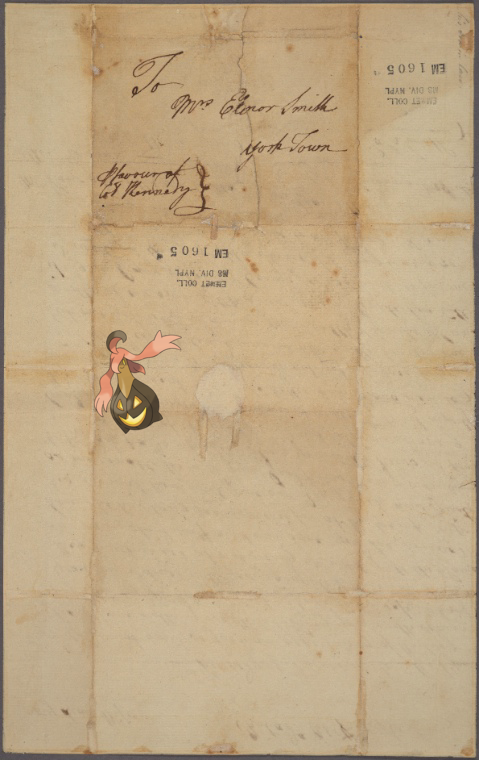 To
Mrs Elenor Smith
York Town
favour of
Col Kennedy
EM 1605
EMMET COLL.
MS DIV. NYPL
EM 1605
EMMET COLL.
MS DIV. NYPL